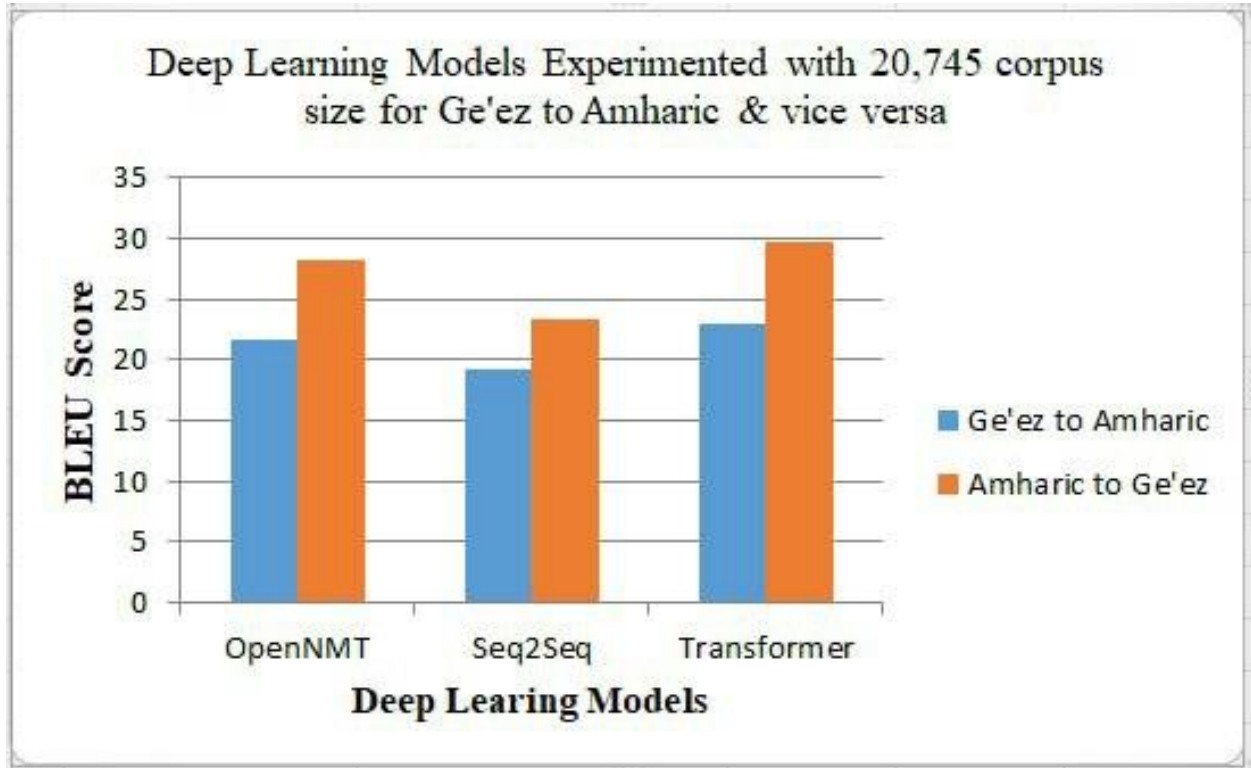 Deep Learning Models Experimented with 20,745 corpus
size for Ge'ez to Amharic & vice versa
35
30
25
20
15
10
5
0
BLEU Score
Ge'ez to Amharic
Amharic to Ge'ez
OpenNMT Seq2Seq Transformer
Deep Learing Models